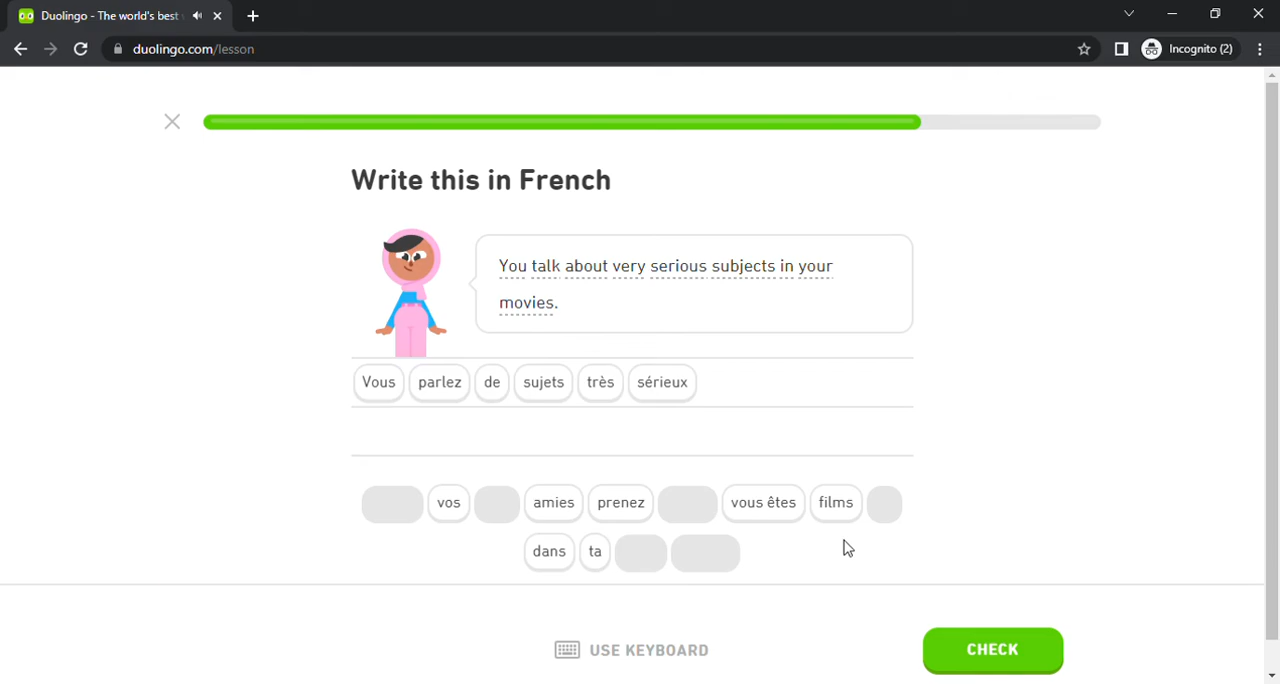 Duolingo - The world's best
duolingo.com/lesson
Incognito (2)
Write this in French
You talk about very serious subjects in your
movies.
Vous parlez de sujets très sérieux
vos amies prenez vous êtes films
dans ta
USE KEYBOARD
CHECK